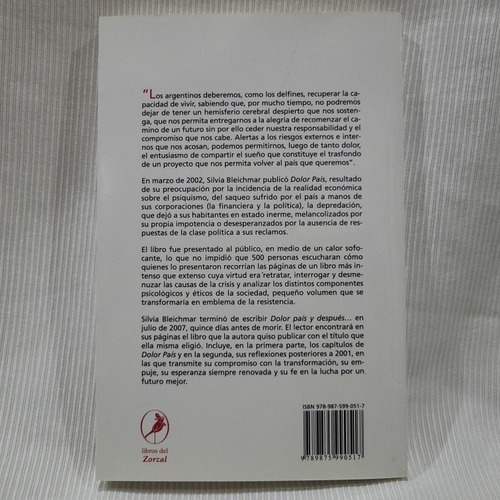 "Los argentinos deberemos, como los delfines, recuperar la ca-
pacidad de vivir, sabiendo que, por mucho tiempo, no podremos
dejar de tener un hemisferio cerebral despierto que nos sosten-
ga, que nos permita entregarnos a la alegría de recomenzar el ca-
mino de un futuro sin por ello ceder nuestra responsabilidad y el
compromiso que nos cabe. Alertas a los riesgos externos e inter-
nos que nos acosan, podemos permitirnos, luego de tanto dolor,
el entusiasmo de compartir el sueño que constituye el trasfondo
de un proyecto que nos permita volver al país que queremos".
En marzo de 2002, Silvia Bleichmar publicó Dolor País, resultado
de su preocupación por la incidencia de la realidad económica
sobre el psiquismo, del saqueo sufrido por el país a manos de
sus corporaciones (la financiera y la política), la depredación,
que dejó a sus habitantes en estado inerme, melancolizados por
su propia impotencia o desesperanzados por la ausencia de res-
puestas de la clase política a sus reclamos.
El libro fue presentado al público, en medio de un calor sofo-
cante, lo que no impidió que 500 personas escucharan cómo
quienes lo presentaron recorrían las páginas de un libro más in-
tenso que extenso cuya virtud era retratar, interrogar y desme-
nuzar las causas de la crisis y analizar los distintos componentes
psicológicos y éticos de la sociedad, pequeño volumen que se
transformaría en emblema de la resistencia.
Silvia Bleichmar terminó de escribir Dolor país y después... en
julio de 2007, quince días antes de morir. El lector encontrará en
sus páginas el libro que la autora quiso publicar con el título que
ella misma eligió. Incluye, en la primera parte, los capítulos de
Dolor País y en la segunda, sus reflexiones posteriores a 2001, en
las que transmite su compromiso con la transformación, su em-
puje, su esperanza siempre renovada y su fe en la lucha por un
futuro mejor.
libros del
Zorzal
ISBN 978-987-599-051-7
9 789875 990517